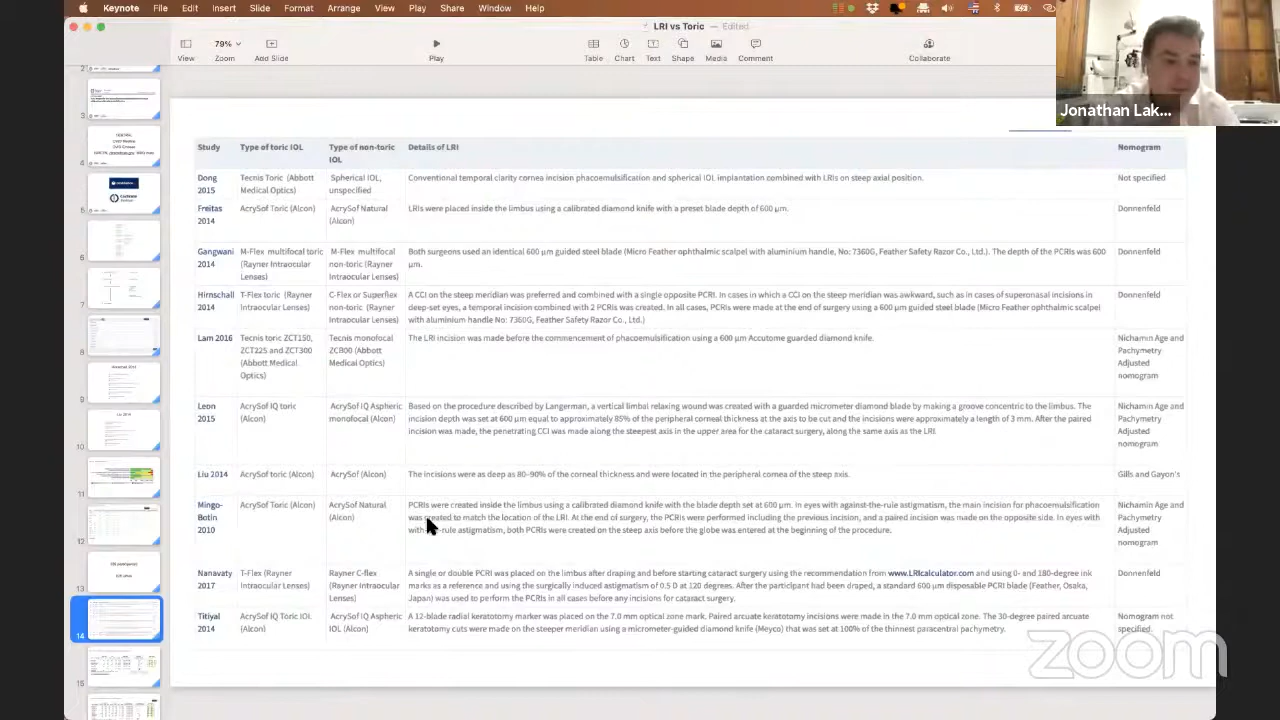 Keynote File Edit Insert Slide Format Arrange View Play Share Window Help
LRI vs Toric — Edited
79%
View Zoom Add Slide Play Table Chart Text Shape Media Comment Collaborate
Jonathan Lak...
2
3
4
5
6
7
8
9
10
11
12
13
14
15
Study Type of toric IOL Type of non-toric Details of LRI Nomogram
IOL
Dong Tecnis Toric (Abbott Spherical IOL, Conventional temporal clarity cornea incision phacoemulsification and spherical IOL implantation combined with LRIs on steep axial position. Not specified
2015 Medical Optics) unspecified
Freitas AcrySof Toric (Alcon) AcrySof Natural LRIs were placed inside the limbus using a calibrated diamond knife with a preset blade depth of 600 μm. Donnenfeld
2014 (Alcon)
Gangwani M-Flex multifocal toric M-Flex multifocal Both surgeons used an identical 600 μm guided steel blade (Micro Feather ophthalmic scalpel with aluminium handle, No: 7360G, Feather Safety Razor Co., Ltd.). The depth of the PCRIs was 600 Donnenfeld
2014 (Rayner Intraocular non-toric (Rayner μm.
Lenses) Intraocular Lenses)
Hirnschall T-Flex toric (Rayner C-Flex or Superflex A CCI on the steep meridian was preferred and combined with a single opposite PCRI. In cases in which a CCI on the steep meridian was awkward, such as in cases of superonasal incisions in Donnenfeld
2014 Intraocular Lenses) non-toric (Rayner deep-set eyes, a temporal incision combined with 2 PCRIs was created. In all cases, PCRIs were made at the end of surgery using a 600 μm guided steel blade (Micro Feather ophthalmic scalpel
Intraocular Lenses) with aluminium handle No: 7360G, Feather Safety Razor Co., Ltd.)
Lam 2016 Tecnis toric ZCT150, Tecnis monofocal The LRI incision was made before the commencement of phacoemulsification using a 600 μm Accutome guarded diamond knife. Nichamin Age and
ZCT225 and ZCT300 ZCB00 (Abbott Pachymetry
(Abbott Medical Medical Optics) Adjusted
Optics) nomogram
Leon AcrySof IQ toric AcrySof IQ Aspheric Based on the procedure described by Langerman, a vertical limbal relaxing wound was created with a guarded micrometer diamond blade by making a groove concentric to the limbus. The Nichamin Age and
2015 (Alcon) monofocal (Alcon) incision depth was set at 600 μm equal to approximately 85% of the peripheral corneal thickness at the axis to be cut and the incisions were approximately a length of 3 mm. After the paired Pachymetry
incision was made, the penetrating CCI was made along the steepest axis in the upper area for the cataract surgery, along the same axis as the LRI Adjusted
nomogram
Liu 2014 AcrySof toric (Alcon) AcrySof (Alcon) The incisions were as deep as 80–90% of the corneal thickness and were located in the peripheral cornea of the steep axis. Gills and Gayon's
Mingo- AcrySof Toric (Alcon) AcrySof Natural PCRIs were created inside the limbus using a calibrated diamond knife with the blade depth set at 600 μm. In eyes with against-the-rule astigmatism, the main incision for phacoemulsification Nichamin Age and
Botín (Alcon) was created to match the location of the LRI. At the end of surgery, the PCRIs were performed including the previous incision, and a paired incision was made on the opposite side. In eyes with Pachymetry
2010 with-the-rule astigmatism, both PCRIs were created on the steep axis before the globe was entered at the beginning of the procedure. Adjusted
nomogram
Nanavaty T-Flex (Rayner Rayner C-flex A single or double PCRI was placed on the limbus after draping and before starting cataract surgery using the recommendation from www.LRIcalculator.com and using 0- and 180-degree ink Donnenfeld
2017 Intraocular Lenses) (Rayner Intraocular marks as a reference and using the surgically induced astigmatism of 0.5 D at 120 degrees. After the participant had been draped, a standard 600 μm disposable PCRI blade (Feather, Osaka,
Lenses) Japan) was used to perform the PCRIs in all cases before any incisions for cataract surgery.
Titiyal AcrySof IQ Toric IOL AcrySof IQ Aspheric A 12-blade radial keratotomy marker was placed on the 7.0 mm optic zone mark. Paired arcuate keratotomy incisions were made in the 7.0 mm optical zone. The 30-degree paired arcuate Nomogram not
2014 (Alcon) IOL (Alcon) keratotomy cuts were made on the steeper meridian using a micrometer-guided diamond knife (Meyco) that was set at 100% of the thinnest paracentral pachymetry. specified
zoom